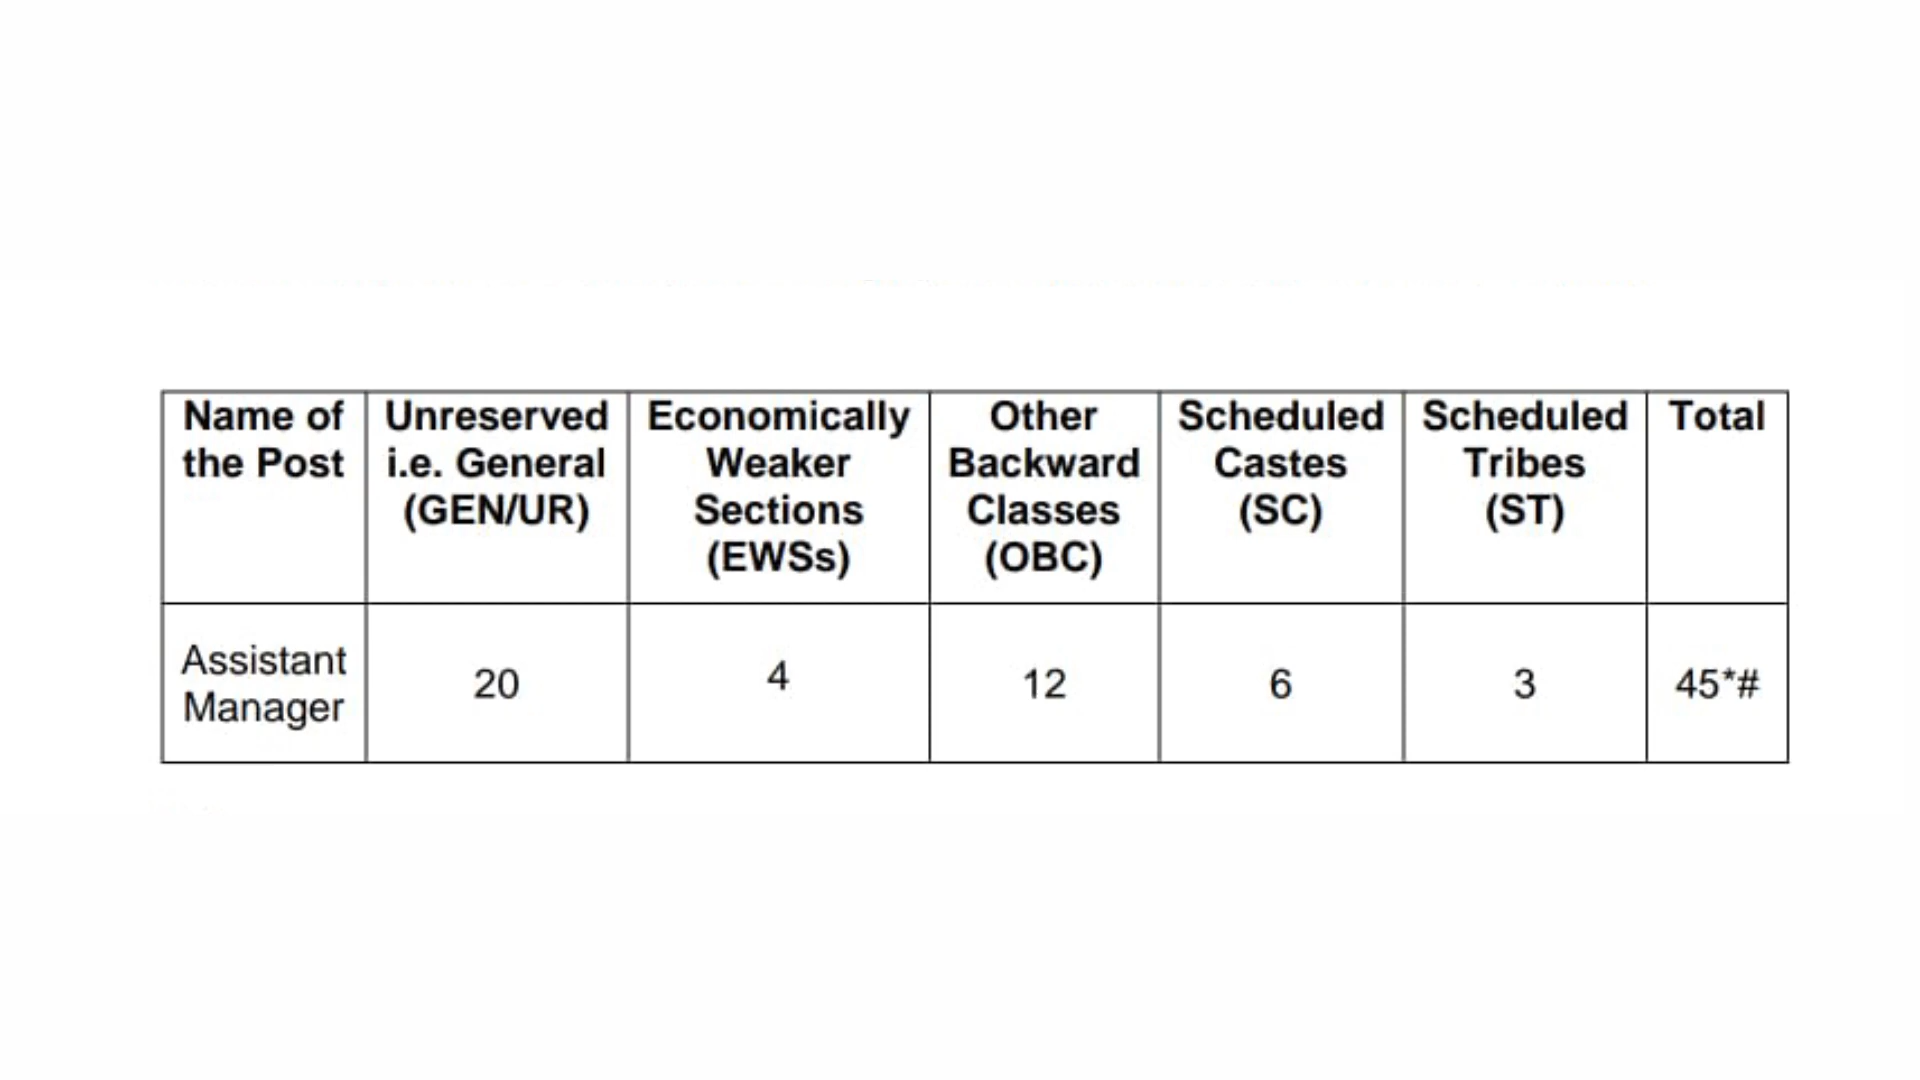 Name of
the Post
Unreserved
i.e. General
(GEN/UR)
Economically
Weaker
Sections
(EWSs)
Other
Backward
Classes
(OBC)
Scheduled
Castes
(SC)
Scheduled
Tribes
(ST)
Total
Assistant
Manager
20
4
12
6
3
45*#